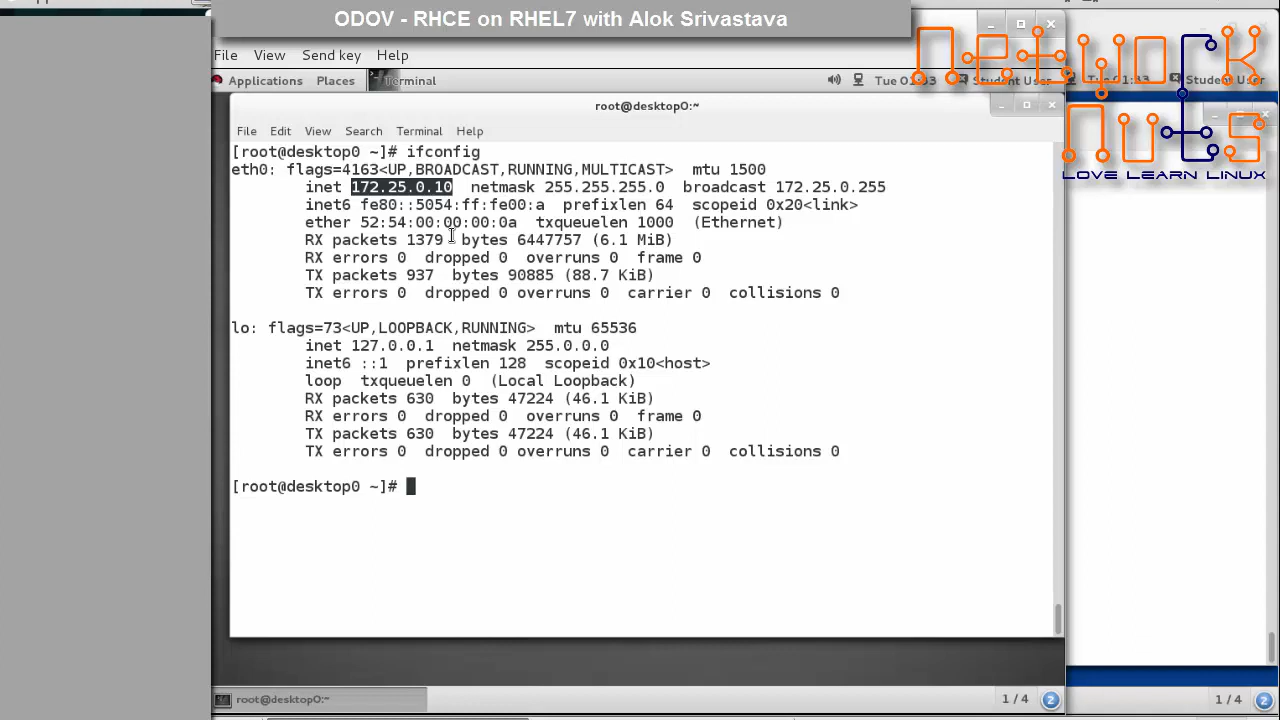 ODOV - RHCE on RHEL7 with Alok Srivastava
File View Send key Help
Applications Places Terminal
Student User
Student User
root@desktop0:~
File Edit View Search Terminal Help
[root@desktop0 ~]# ifconfig
eth0: flags=4163<UP,BROADCAST,RUNNING,MULTICAST> mtu 1500
inet 172.25.0.10 netmask 255.255.255.0 broadcast 172.25.0.255
inet6 fe80::5054:ff:fe00:a prefixlen 64 scopeid 0x20<link>
ether 52:54:00:00:00:0a txqueuelen 1000 (Ethernet)
RX packets 1379 bytes 6447757 (6.1 MiB)
RX errors 0 dropped 0 overruns 0 frame 0
TX packets 937 bytes 90885 (88.7 KiB)
TX errors 0 dropped 0 overruns 0 carrier 0 collisions 0
lo: flags=73<UP,LOOPBACK,RUNNING> mtu 65536
inet 127.0.0.1 netmask 255.0.0.0
inet6 ::1 prefixlen 128 scopeid 0x10<host>
loop txqueuelen 0 (Local Loopback)
RX packets 630 bytes 47224 (46.1 KiB)
RX errors 0 dropped 0 overruns 0 frame 0
TX packets 630 bytes 47224 (46.1 KiB)
TX errors 0 dropped 0 overruns 0 carrier 0 collisions 0
[root@desktop0 ~]#
root@desktop0:~
1 / 4 2
1 / 4 2
Network
Nuts
LOVE LEARN LINUX